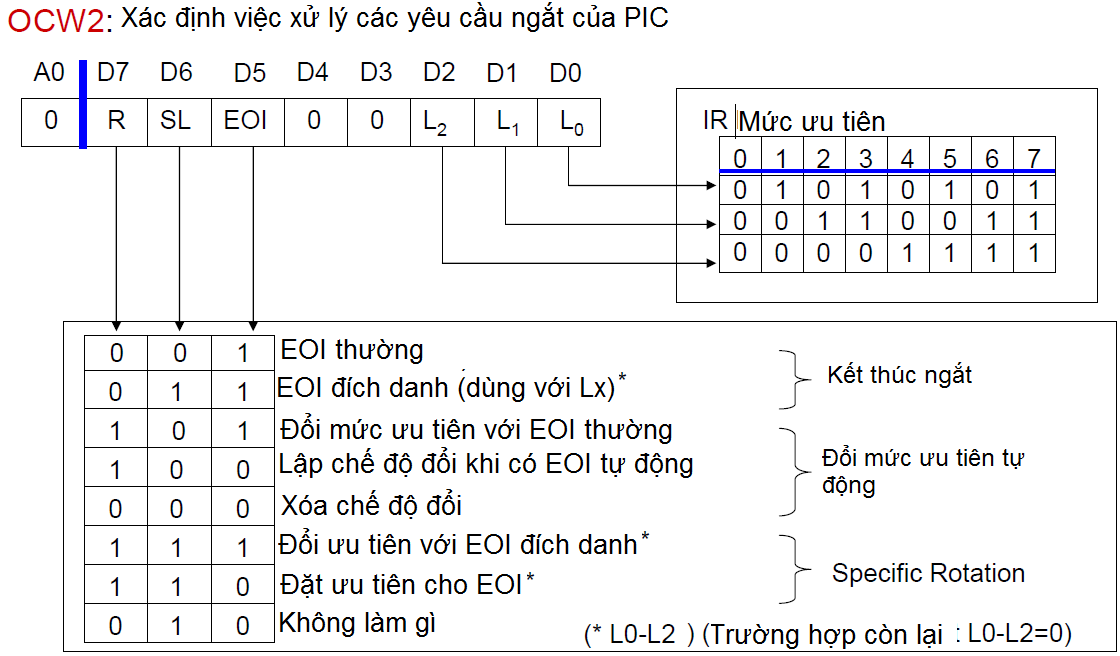 OCW2: Xác định việc xử lý các yêu cầu ngắt của PIC
A0 D7 D6 D5 D4 D3 D2 D1 D0
0 R SL EOI 0 0 L2 L1 L0
IR Mức ưu tiên
0 1 2 3 4 5 6 7
0 1 0 1 0 1 0 1
0 0 1 1 0 0 1 1
0 0 0 0 1 1 1 1
0 0 1 EOI thường
0 1 1 EOI đích danh (dùng với Lx)*
Kết thúc ngắt
1 0 1 Đổi mức ưu tiên với EOI thường
1 0 0 Lập chế độ đổi khi có EOI tự động
0 0 0 Xóa chế độ đổi
Đổi mức ưu tiên tự
động
1 1 1 Đổi ưu tiên với EOI đích danh*
1 1 0 Đặt ưu tiên cho EOI*
Specific Rotation
0 1 0 Không làm gì
(* L0-L2 ) (Trường hợp còn lại : L0-L2=0)